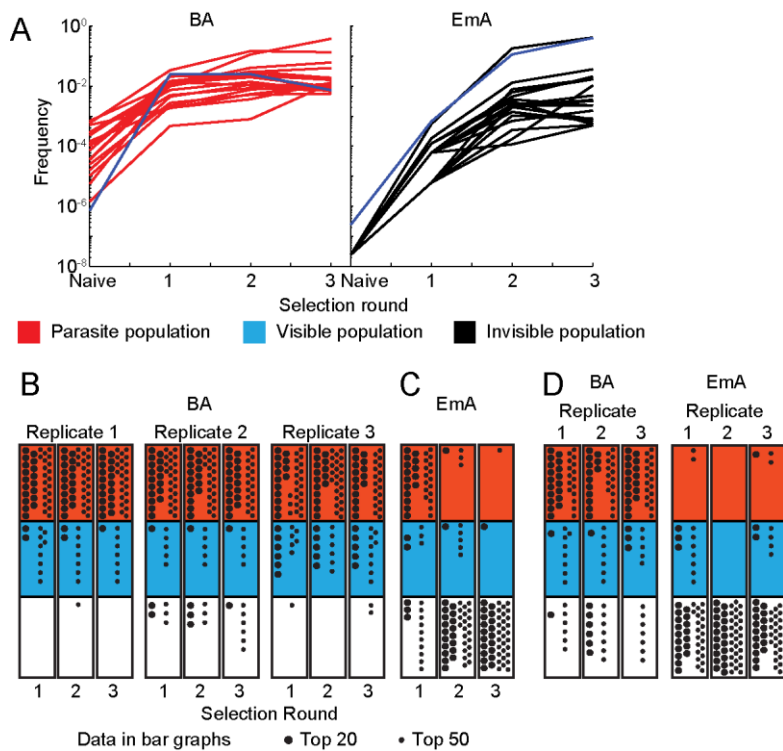 A
BA
EmA
Frequency
10^0
10^-2
10^-4
10^-6
10^-8
Naive 1 2 3
Naive 1 2 3
Selection round
Parasite population
Visible population
Invisible population
B
BA
Replicate 1
Replicate 2
Replicate 3
C
EmA
D
BA
Replicate
1 2 3
EmA
Replicate
1 2 3
1 2 3
1 2 3
1 2 3
1 2 3
Selection Round
Data in bar graphs
Top 20
Top 50